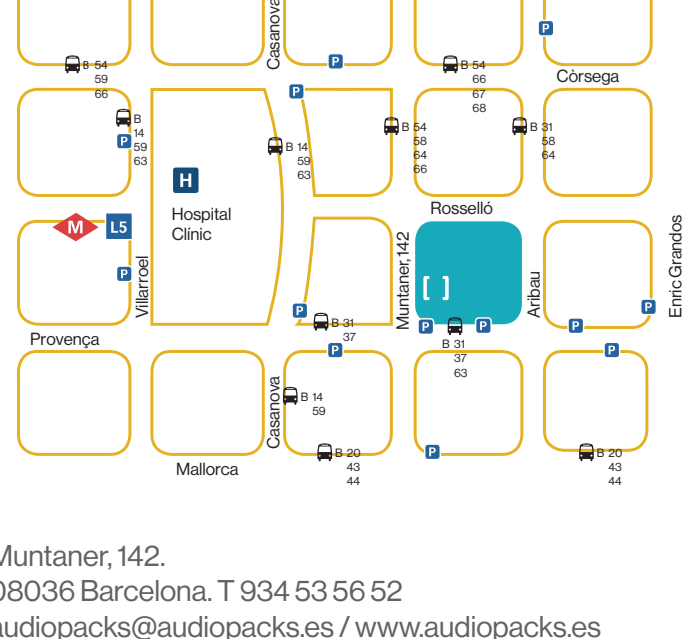 Casanova
P
P
B 54
59
66
B 54
66
67
68
Còrsega
P
B
14
59
63
P
B 14
59
63
B 54
58
64
66
B 31
58
64
H
Hospital
Clínic
Rosselló
M
L5
Villarroel
P
Muntaner, 142
[ ]
Aribau
Enric Grandos
P
B 31
37
P
P
P
P
B 31
37
63
Provença
P
P
Casanova
B 14
59
Mallorca
B 20
43
44
P
B 20
43
44
Muntaner, 142.
08036 Barcelona. T 934 53 56 52
audiopacks@audiopacks.es / www.audiopacks.es